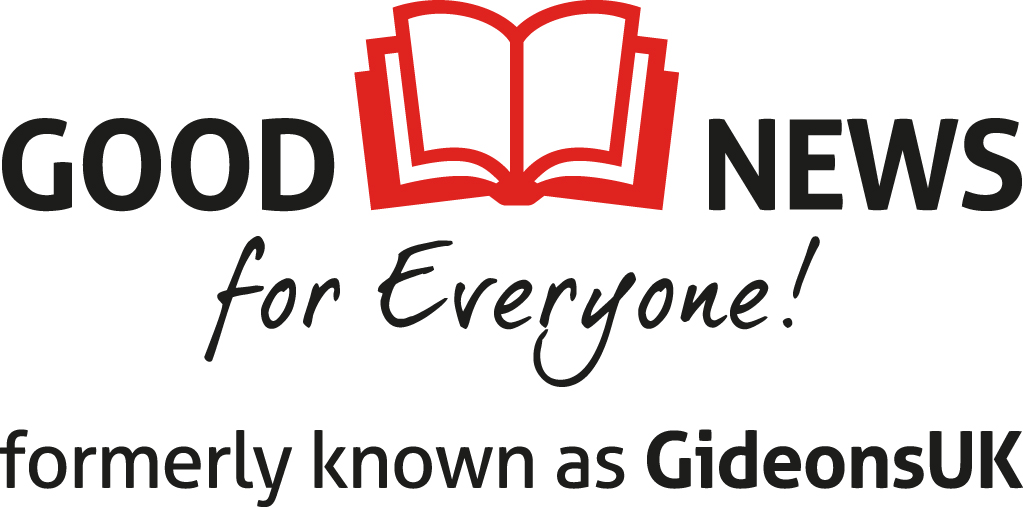 GOOD NEWS
for Everyone!
formerly known as GideonsUK